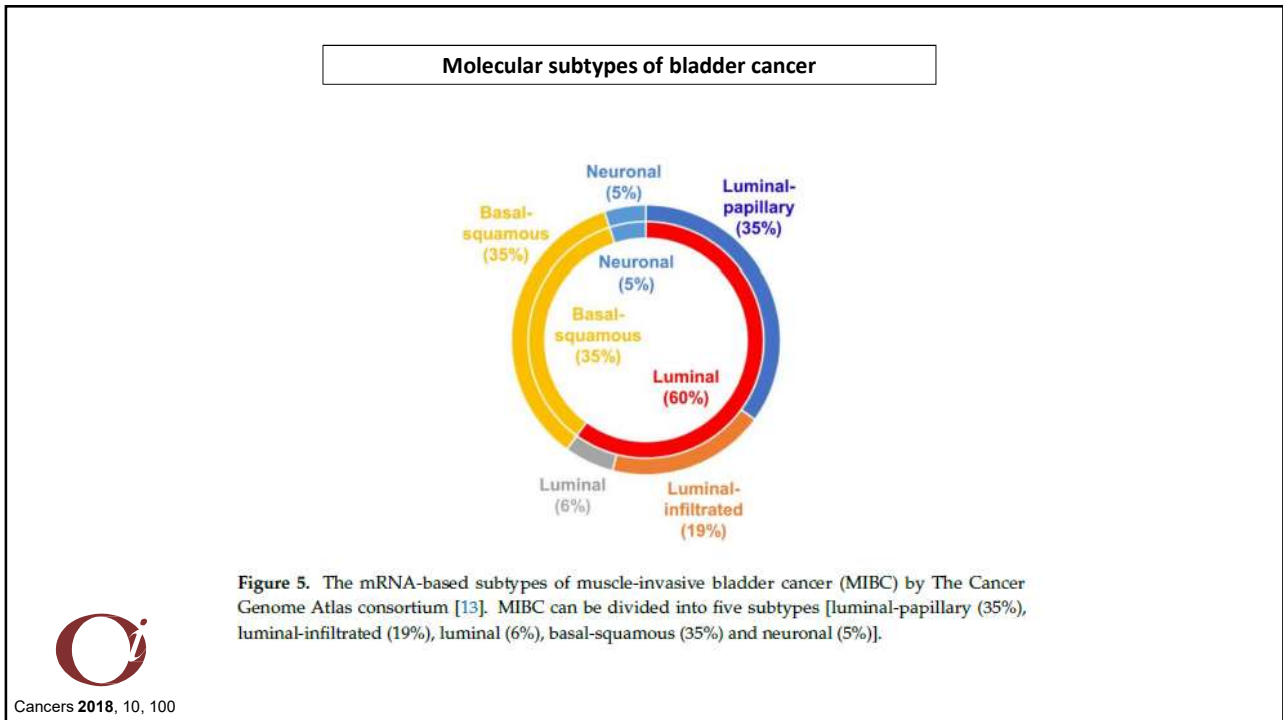 Molecular subtypes of bladder cancer
Neuronal
(5%)
Luminal-
papillary
(35%)
Basal-
squamous
(35%)
Neuronal
(5%)
Basal-
squamous
(35%)
Luminal
(60%)
Luminal
(6%)
Luminal-
infiltrated
(19%)
Figure 5. The mRNA-based subtypes of muscle-invasive bladder cancer (MIBC) by The Cancer
Genome Atlas consortium [13]. MIBC can be divided into five subtypes [luminal-papillary (35%),
luminal-infiltrated (19%), luminal (6%), basal-squamous (35%) and neuronal (5%)].
Oi
Cancers 2018, 10, 100